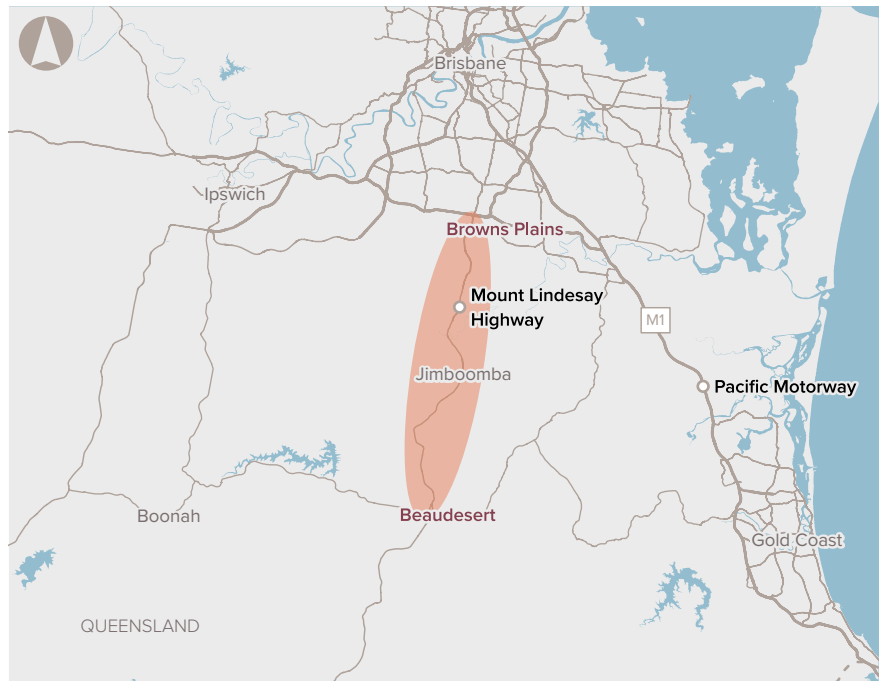 Brisbane
Ipswich
Browns Plains
Mount Lindesay
Highway
M1
Jimboomba
Pacific Motorway
Beaudesert
Boonah
Gold Coast
QUEENSLAND